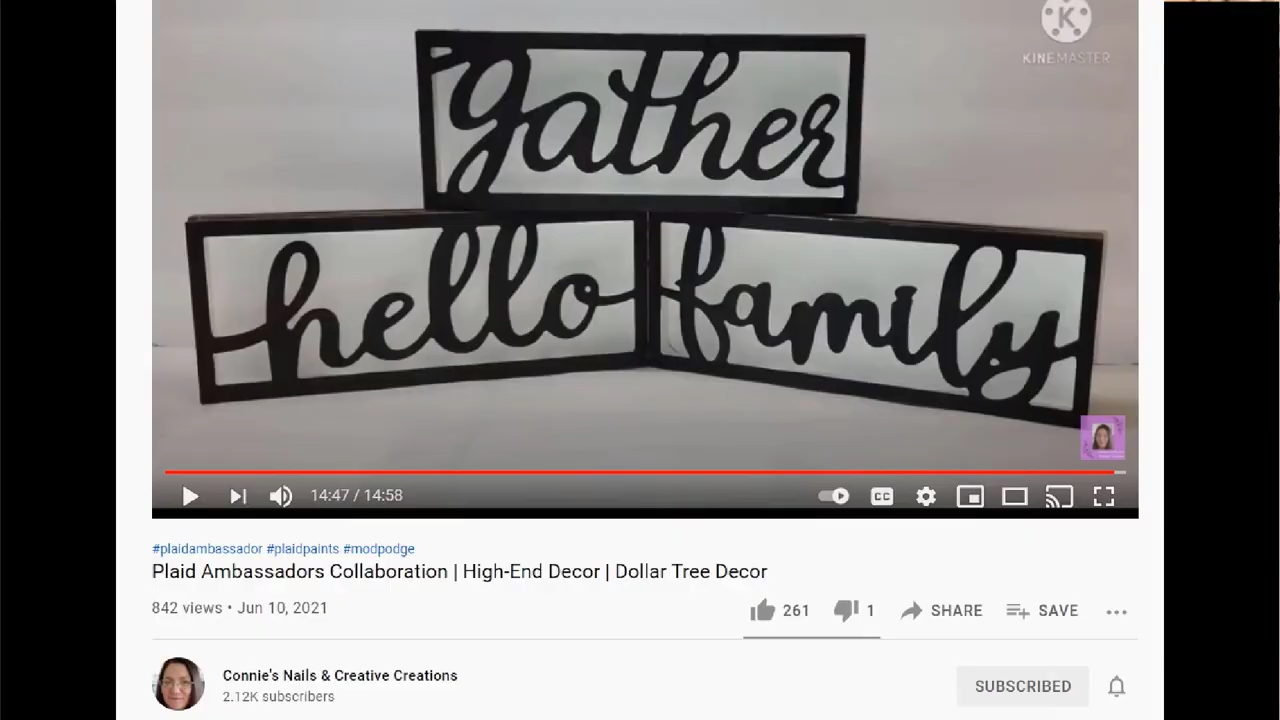 KINEMASTER
gather
hello family
14:47 / 14:58
CC
#plaidambassador #plaidpaints #modpodge
Plaid Ambassadors Collaboration | High-End Decor | Dollar Tree Decor
842 views • Jun 10, 2021
261 1 SHARE SAVE
Connie's Nails & Creative Creations
2.12K subscribers
SUBSCRIBED